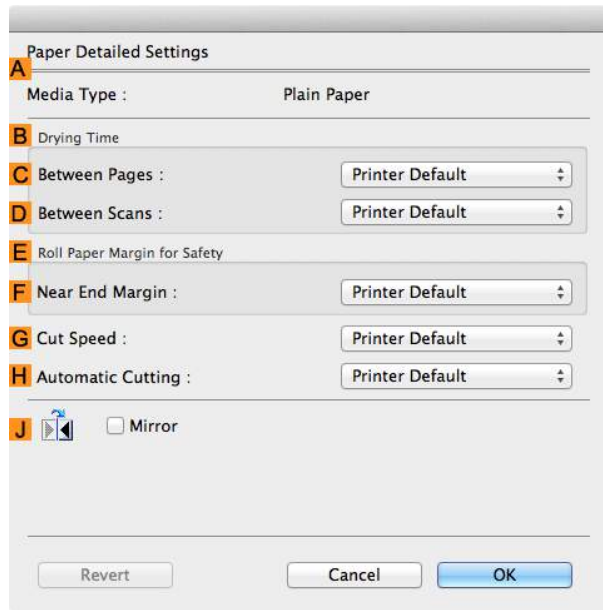 Paper Detailed Settings
A
Media Type : Plain Paper
B Drying Time
C Between Pages : Printer Default
D Between Scans : Printer Default
E Roll Paper Margin for Safety
F Near End Margin : Printer Default
G Cut Speed : Printer Default
H Automatic Cutting : Printer Default
J Mirror
Revert Cancel OK